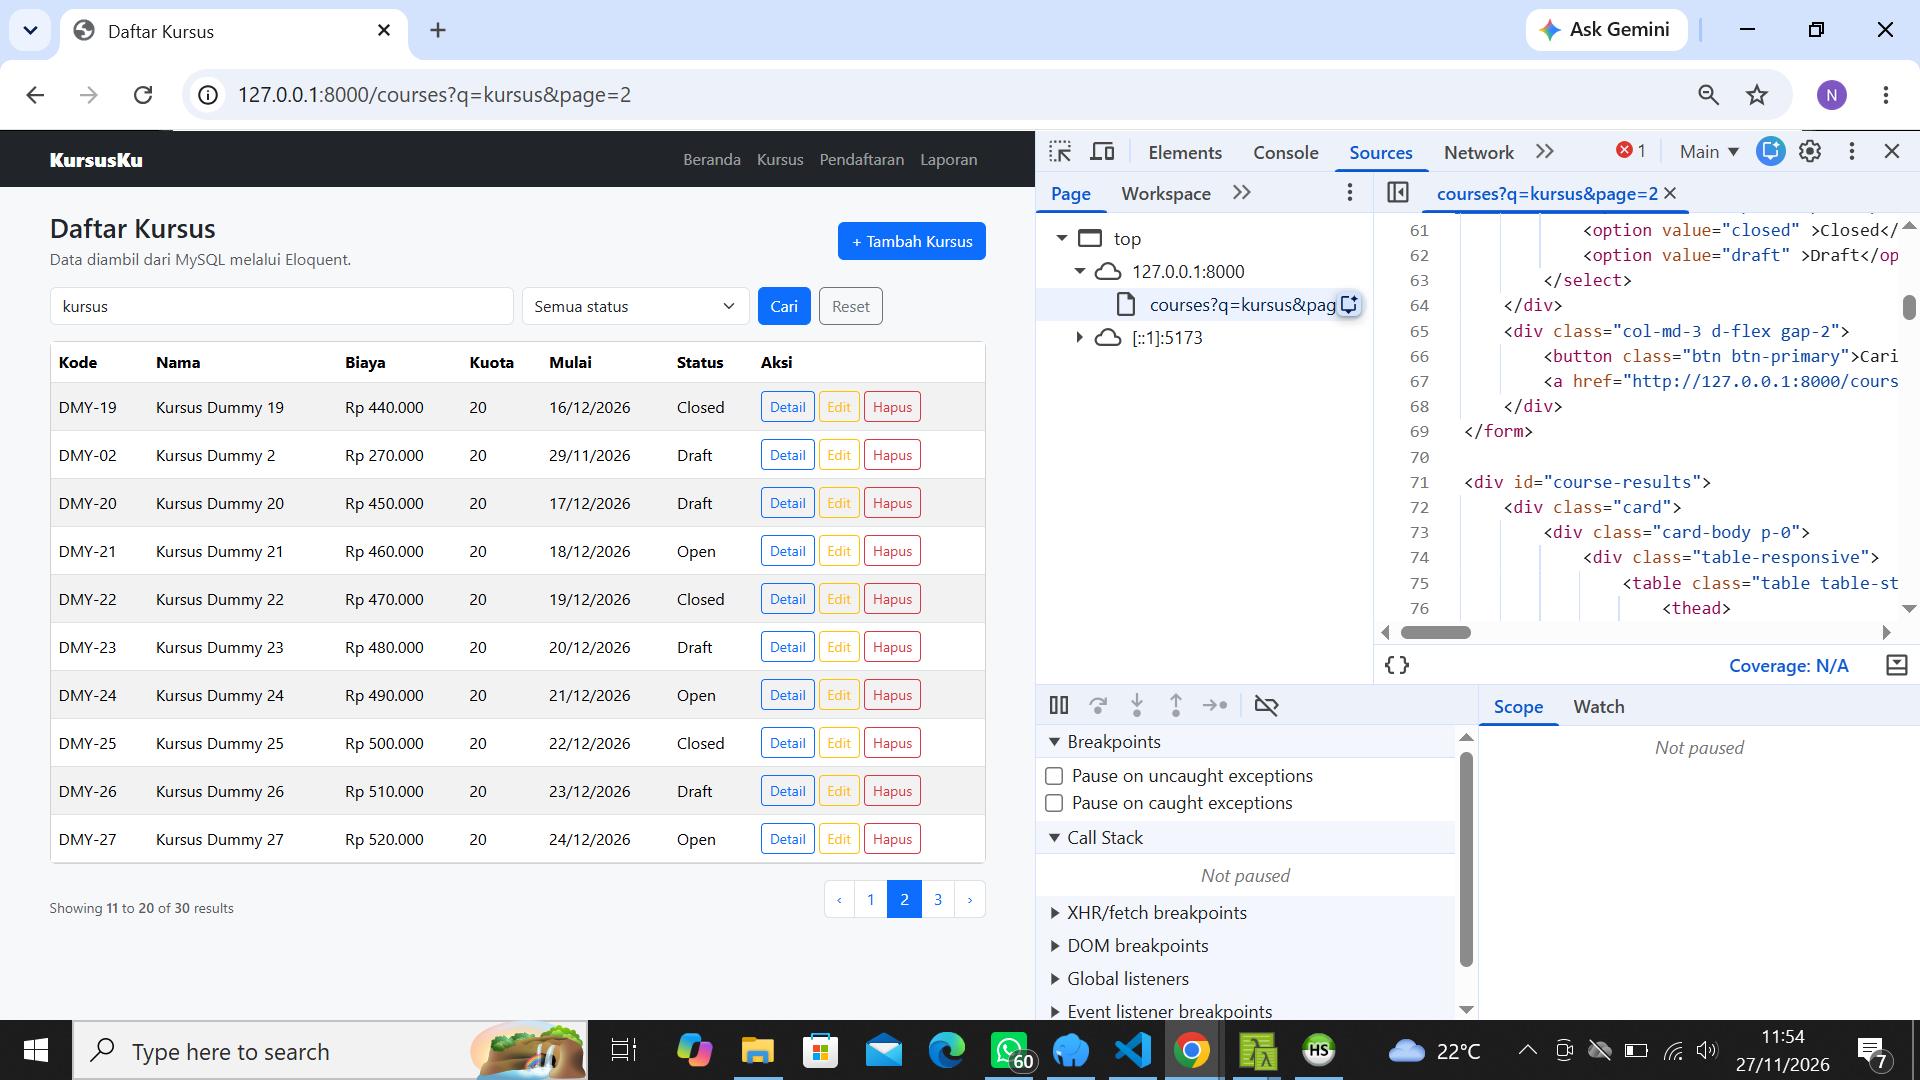 Daftar Kursus
Ask Gemini
127.0.0.1:8000/courses?q=kursus&page=2
N
KursusKu
Beranda Kursus Pendaftaran Laporan
Daftar Kursus
Data diambil dari MySQL melalui Eloquent.
+ Tambah Kursus
kursus Semua status Cari Reset
Kode Nama Biaya Kuota Mulai Status Aksi
DMY-19 Kursus Dummy 19 Rp 440.000 20 16/12/2026 Closed Detail Edit Hapus
DMY-02 Kursus Dummy 2 Rp 270.000 20 29/11/2026 Draft Detail Edit Hapus
DMY-20 Kursus Dummy 20 Rp 450.000 20 17/12/2026 Draft Detail Edit Hapus
DMY-21 Kursus Dummy 21 Rp 460.000 20 18/12/2026 Open Detail Edit Hapus
DMY-22 Kursus Dummy 22 Rp 470.000 20 19/12/2026 Closed Detail Edit Hapus
DMY-23 Kursus Dummy 23 Rp 480.000 20 20/12/2026 Draft Detail Edit Hapus
DMY-24 Kursus Dummy 24 Rp 490.000 20 21/12/2026 Open Detail Edit Hapus
DMY-25 Kursus Dummy 25 Rp 500.000 20 22/12/2026 Closed Detail Edit Hapus
DMY-26 Kursus Dummy 26 Rp 510.000 20 23/12/2026 Draft Detail Edit Hapus
DMY-27 Kursus Dummy 27 Rp 520.000 20 24/12/2026 Open Detail Edit Hapus
Showing 11 to 20 of 30 results
‹ 1 2 3 ›
Elements Console Sources Network 1 Main
Page Workspace
top
127.0.0.1:8000
courses?q=kursus&pag
[::1]:5173
courses?q=kursus&page=2
61 <option value="closed" >Closed</
62 <option value="draft" >Draft</op
63 </select>
64 </div>
65 <div class="col-md-3 d-flex gap-2">
66 <button class="btn btn-primary">Cari
67 <a href="http://127.0.0.1:8000/cours
68 </div>
69 </form>
70
71 <div id="course-results">
72 <div class="card">
73 <div class="card-body p-0">
74 <div class="table-responsive">
75 <table class="table table-st
76 <thead>
{} Coverage: N/A
Breakpoints
Pause on uncaught exceptions
Pause on caught exceptions
Call Stack
Not paused
XHR/fetch breakpoints
DOM breakpoints
Global listeners
Event listener breakpoints
Scope Watch
Not paused
Type here to search
60
HS
22°C
11:54
27/11/2026
7